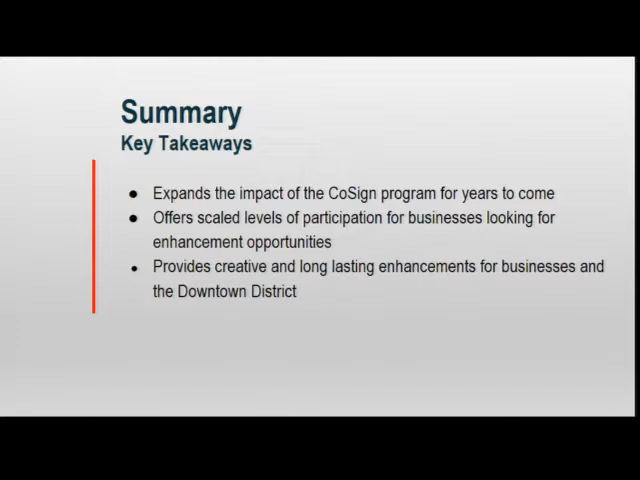 Summary
Key Takeaways
● Expands the impact of the CoSign program for years to come
● Offers scaled levels of participation for businesses looking for
enhancement opportunities
● Provides creative and long lasting enhancements for businesses and
the Downtown District